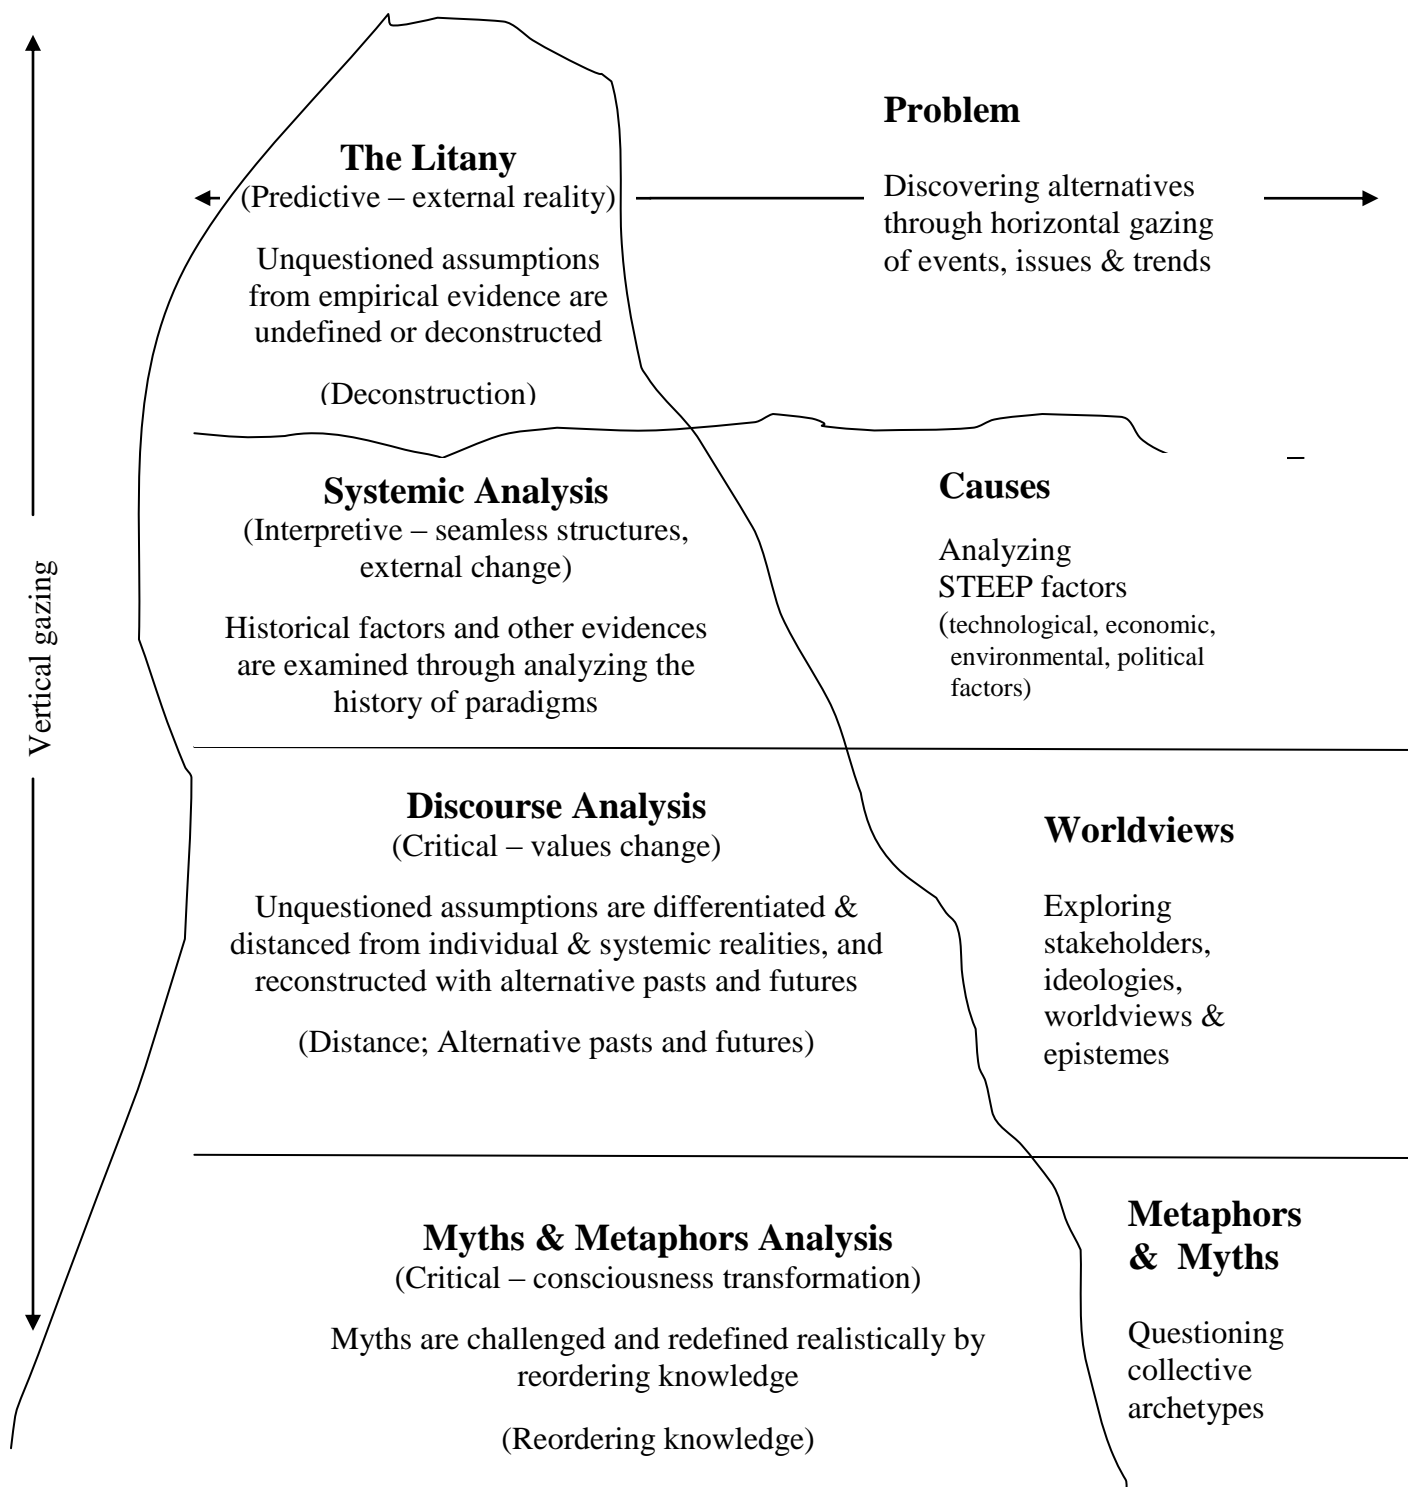 The Litany
(Predictive – external reality)
Unquestioned assumptions
from empirical evidence are
undefined or deconstructed
(Deconstruction)
Problem
Discovering alternatives
through horizontal gazing
of events, issues & trends
Vertical gazing
Systemic Analysis
(Interpretive – seamless structures,
external change)
Historical factors and other evidences
are examined through analyzing the
history of paradigms
Causes
Analyzing
STEEP factors
(technological, economic,
environmental, political
factors)
Discourse Analysis
(Critical – values change)
Unquestioned assumptions are differentiated &
distanced from individual & systemic realities, and
reconstructed with alternative pasts and futures
(Distance; Alternative pasts and futures)
Worldviews
Exploring
stakeholders,
ideologies,
worldviews &
epistemes
Myths & Metaphors Analysis
(Critical – consciousness transformation)
Myths are challenged and redefined realistically by
reordering knowledge
(Reordering knowledge)
Metaphors
& Myths
Questioning
collective
archetypes